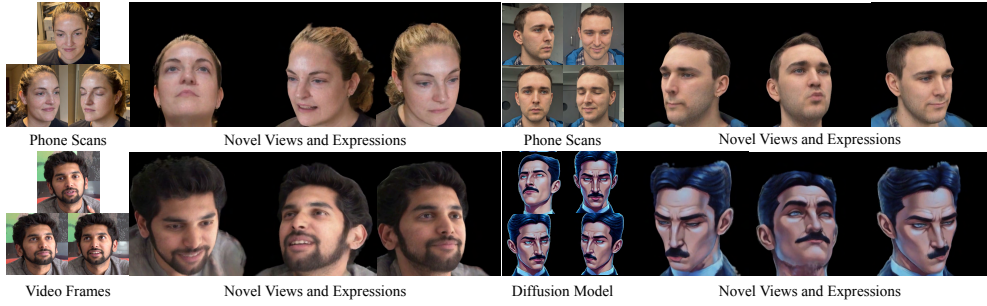 Phone Scans
Novel Views and Expressions
Phone Scans
Novel Views and Expressions
Video Frames
Novel Views and Expressions
Diffusion Model
Novel Views and Expressions